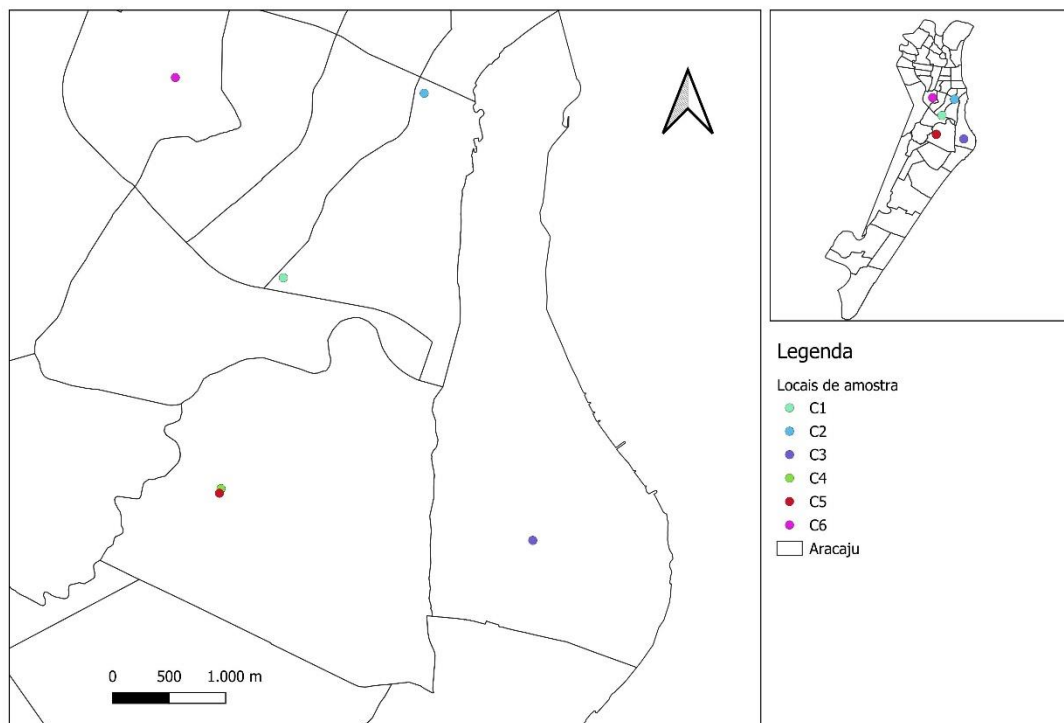 0 500 1.000 m
Legenda
Locais de amostra
C1
C2
C3
C4
C5
C6
Aracaju